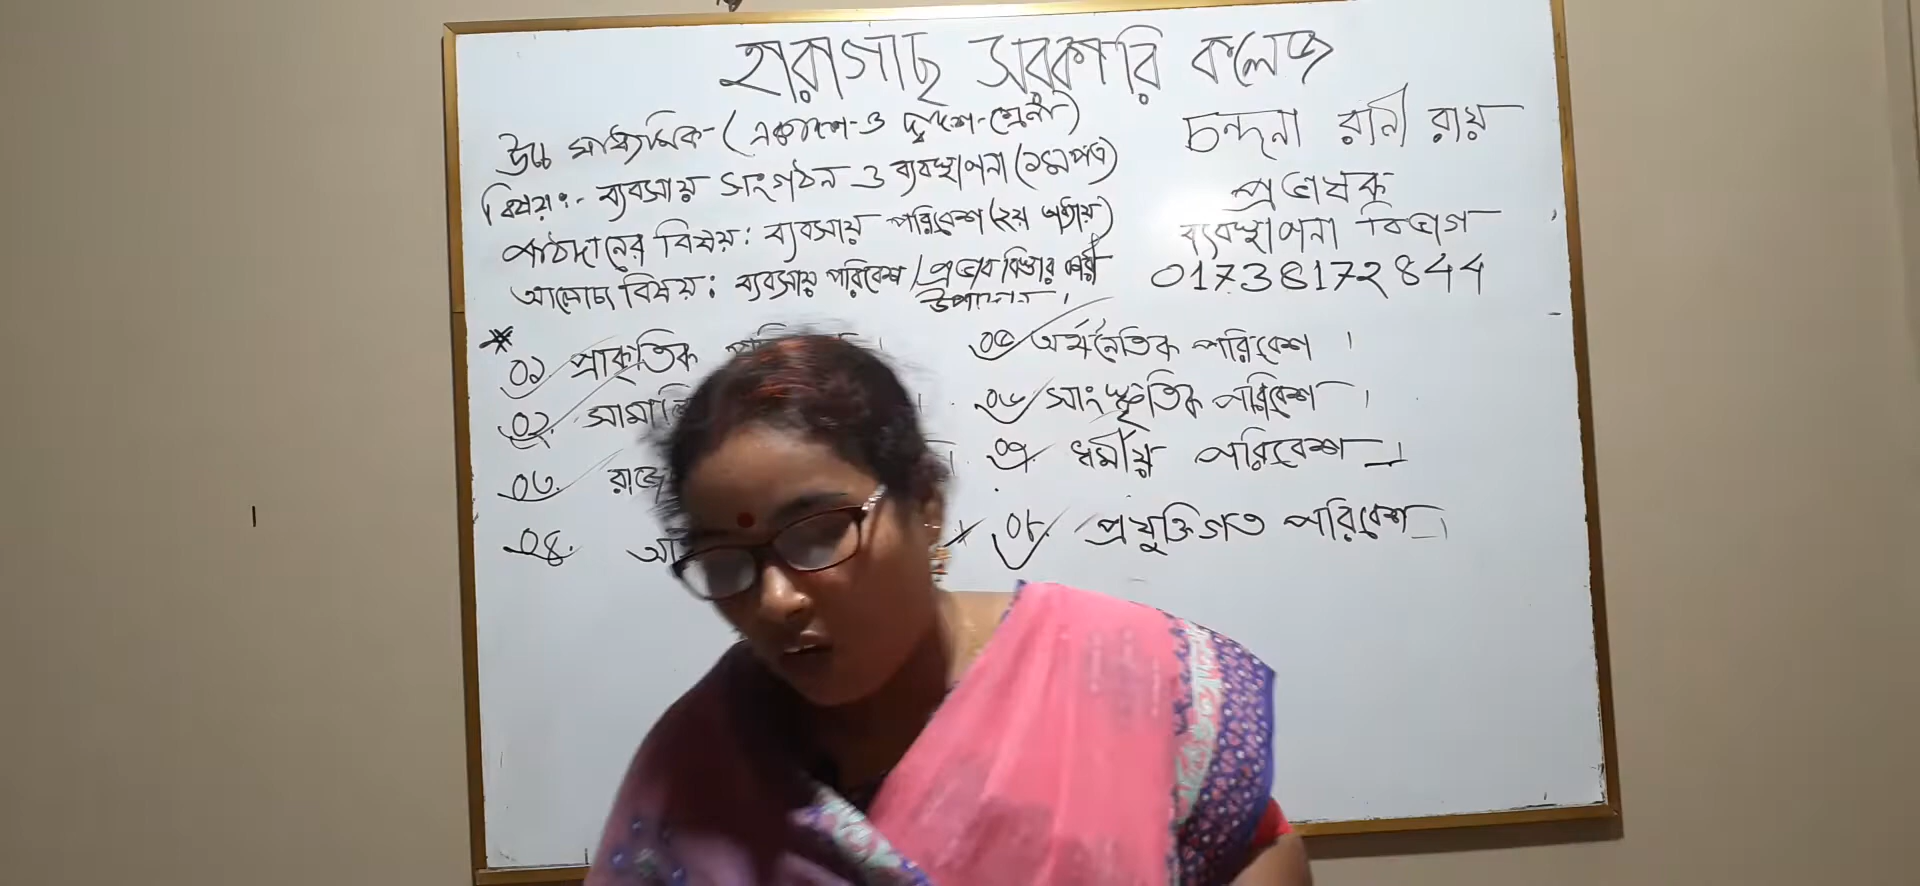 হারাগাছ সরকারি কলেজ
উচ্চ মাধ্যমিক-(একাদশ-ও দ্বাদশ-শ্রেনী)
বিষয়ঃ- ব্যবসায় সংগঠন ও ব্যবস্থাপনা (১ম পত্র)
পাঠদানের বিষয়: ব্যবসায় পরিবেশ (২য় অধ্যায়)
আলোচ্য বিষয়: ব্যবসায় পরিবেশ / প্রভাব বিস্তার কারী
উপাদান।
চন্দনা রানী রায়
প্রভাষক
ব্যবস্থাপনা বিভাগ
01738172844
০১ প্রাকৃতিক
০২. সামাজি
০৩. রাজ
০৪. আ
০৫ অর্থনৈতিক পরিবেশ।
০৬ সাংস্কৃতিক পরিবেশ।
০৭ ধর্মীয় পরিবেশ।
০৮. প্রযুক্তিগত পরিবেশ।